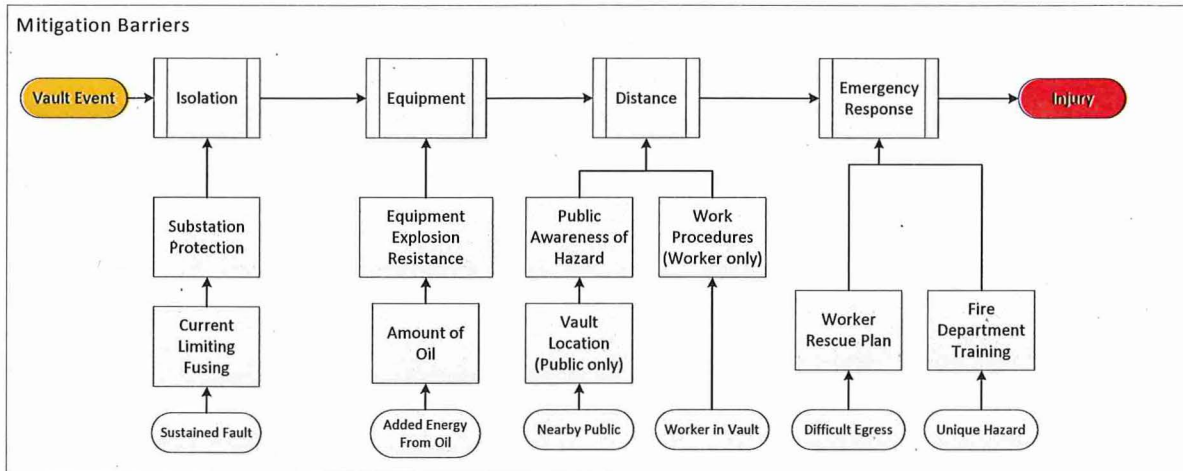 Mitigation Barriers
Vault Event
Isolation
Equipment
Distance
Emergency
Response
Injury
Substation
Protection
Equipment
Explosion
Resistance
Public
Awareness of
Hazard
Work
Procedures
(Worker only)
Current
Limiting
Fusing
Amount of
Oil
Vault
Location
(Public only)
Worker
Rescue Plan
Fire
Department
Training
Sustained Fault
Added Energy
From Oil
Nearby Public
Worker in Vault
Difficult Egress
Unique Hazard